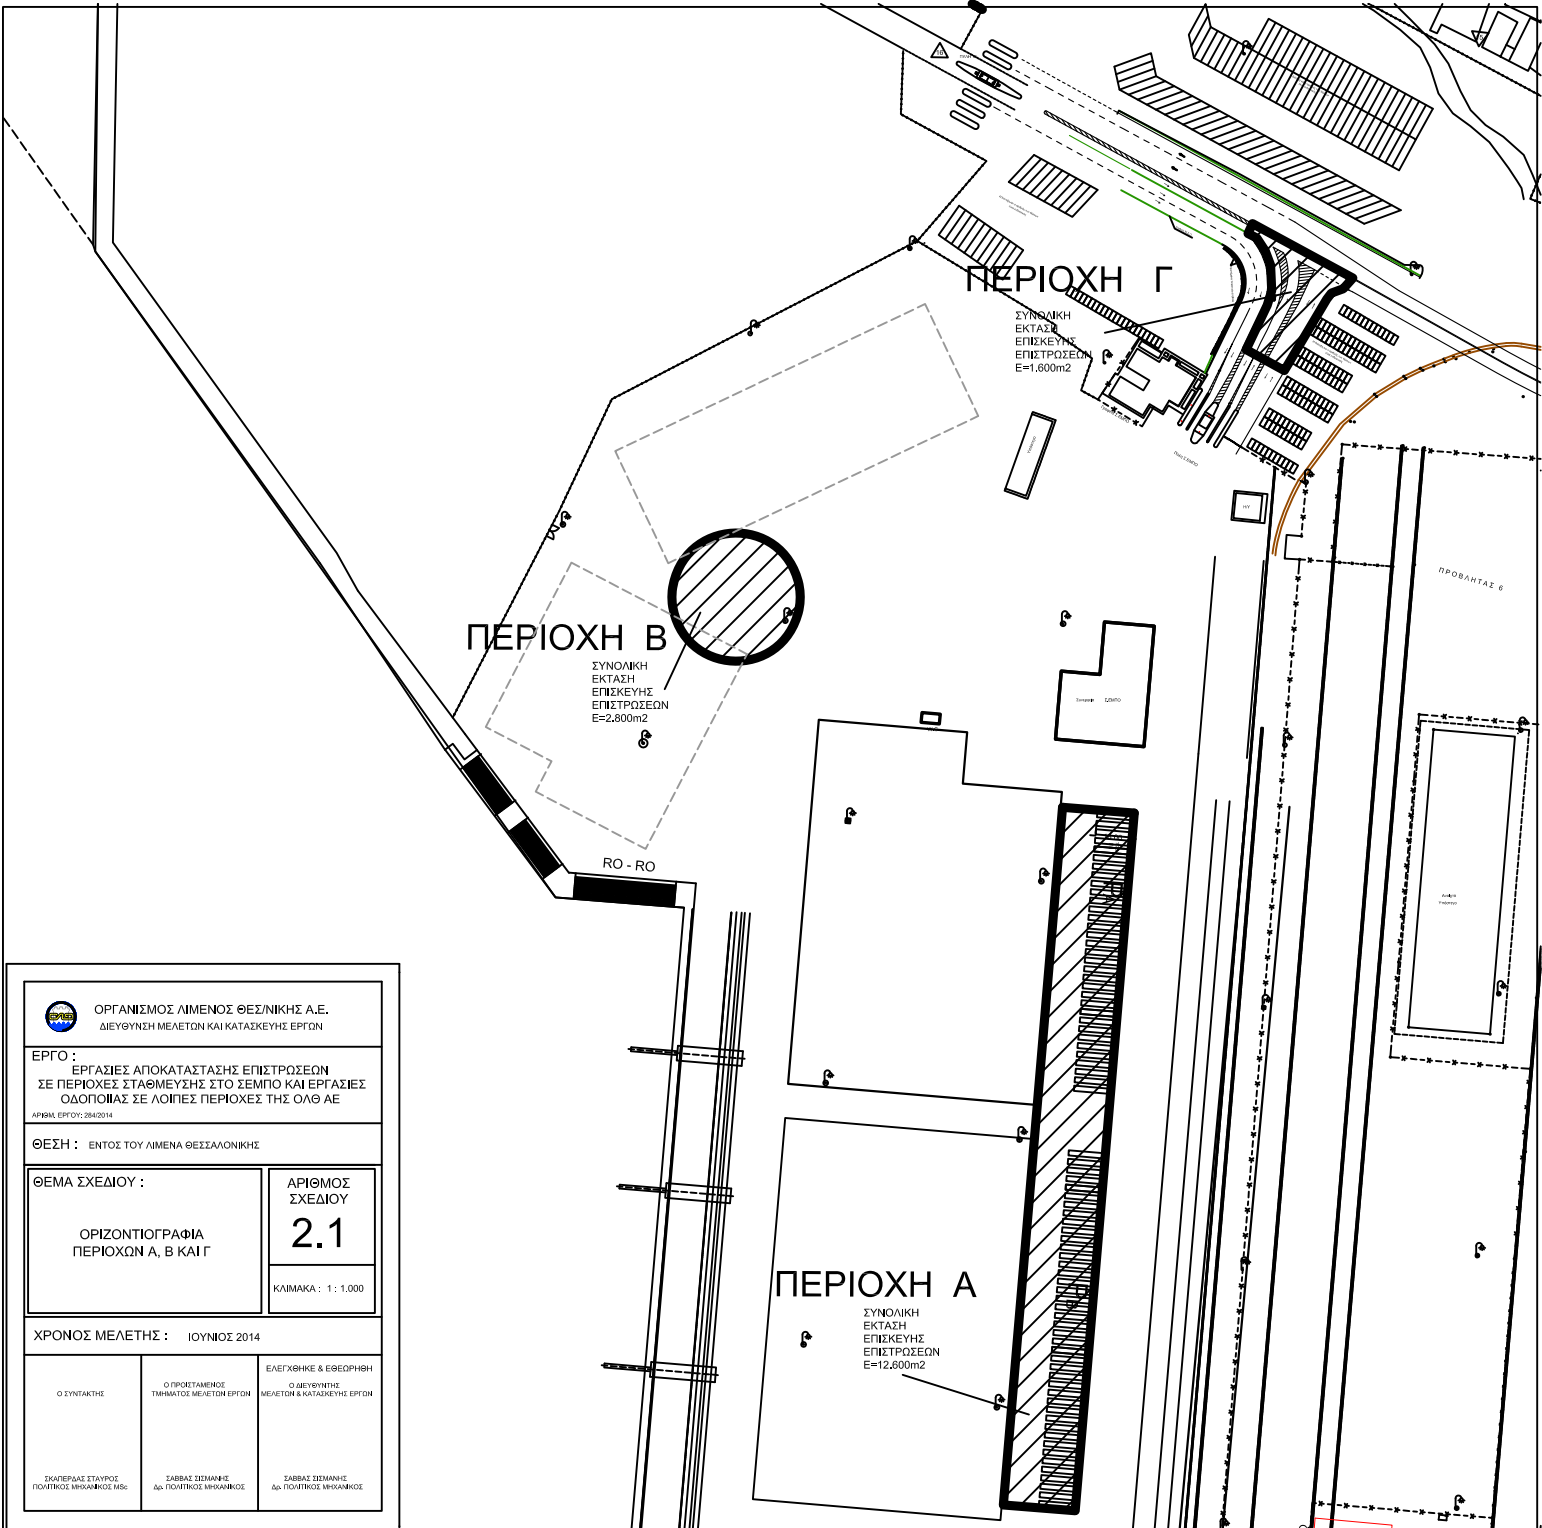 ΠΕΡΙΟΧΗ Γ
ΣΥΝΟΛΙΚΗ
ΕΚΤΑΣΗ
ΕΠΙΣΚΕΥΗΣ
ΕΠΙΣΤΡΩΣΕΩΝ
Ε=1.600m2
ΠΡΟΒΛΗΤΑΣ 6
ΠΕΡΙΟΧΗ Β
ΣΥΝΟΛΙΚΗ
ΕΚΤΑΣΗ
ΕΠΙΣΚΕΥΗΣ
ΕΠΙΣΤΡΩΣΕΩΝ
Ε=2.800m2
RO - RO
ΠΕΡΙΟΧΗ Α
ΣΥΝΟΛΙΚΗ
ΕΚΤΑΣΗ
ΕΠΙΣΚΕΥΗΣ
ΕΠΙΣΤΡΩΣΕΩΝ
Ε=12.600m2
ΟΡΓΑΝΙΣΜΟΣ ΛΙΜΕΝΟΣ ΘΕΣ/ΝΙΚΗΣ Α.Ε.
ΔΙΕΥΘΥΝΣΗ ΜΕΛΕΤΩΝ ΚΑΙ ΚΑΤΑΣΚΕΥΗΣ ΕΡΓΩΝ
ΕΡΓΟ :
ΕΡΓΑΣΙΕΣ ΑΠΟΚΑΤΑΣΤΑΣΗΣ ΕΠΙΣΤΡΩΣΕΩΝ
ΣΕ ΠΕΡΙΟΧΕΣ ΣΤΑΘΜΕΥΣΗΣ ΣΤΟ ΣΕΜΠΟ ΚΑΙ ΕΡΓΑΣΙΕΣ
ΟΔΟΠΟΙΙΑΣ ΣΕ ΛΟΙΠΕΣ ΠΕΡΙΟΧΕΣ ΤΗΣ ΟΛΘ ΑΕ
ΑΡΙΘΜ. ΕΡΓΟΥ: 284/2014
ΘΕΣΗ : ΕΝΤΟΣ ΤΟΥ ΛΙΜΕΝΑ ΘΕΣΣΑΛΟΝΙΚΗΣ
ΘΕΜΑ ΣΧΕΔΙΟΥ :
ΟΡΙΖΟΝΤΙΟΓΡΑΦΙΑ
ΠΕΡΙΟΧΩΝ Α, Β ΚΑΙ Γ
ΑΡΙΘΜΟΣ
ΣΧΕΔΙΟΥ
2.1
ΚΛΙΜΑΚΑ : 1 : 1.000
ΧΡΟΝΟΣ ΜΕΛΕΤΗΣ : ΙΟΥΝΙΟΣ 2014
Ο ΣΥΝΤΑΚΤΗΣ
ΣΚΑΠΕΡΔΑΣ ΣΤΑΥΡΟΣ
ΠΟΛΙΤΙΚΟΣ ΜΗΧΑΝΙΚΟΣ MSc
Ο ΠΡΟΪΣΤΑΜΕΝΟΣ
ΤΜΗΜΑΤΟΣ ΜΕΛΕΤΩΝ ΕΡΓΩΝ
ΣΑΒΒΑΣ ΣΙΣΜΑΝΗΣ
Δρ. ΠΟΛΙΤΙΚΟΣ ΜΗΧΑΝΙΚΟΣ
ΕΛΕΓΧΘΗΚΕ & ΕΘΕΩΡΗΘΗ
Ο ΔΙΕΥΘΥΝΤΗΣ
ΜΕΛΕΤΩΝ & ΚΑΤΑΣΚΕΥΗΣ ΕΡΓΩΝ
ΣΑΒΒΑΣ ΣΙΣΜΑΝΗΣ
Δρ. ΠΟΛΙΤΙΚΟΣ ΜΗΧΑΝΙΚΟΣ